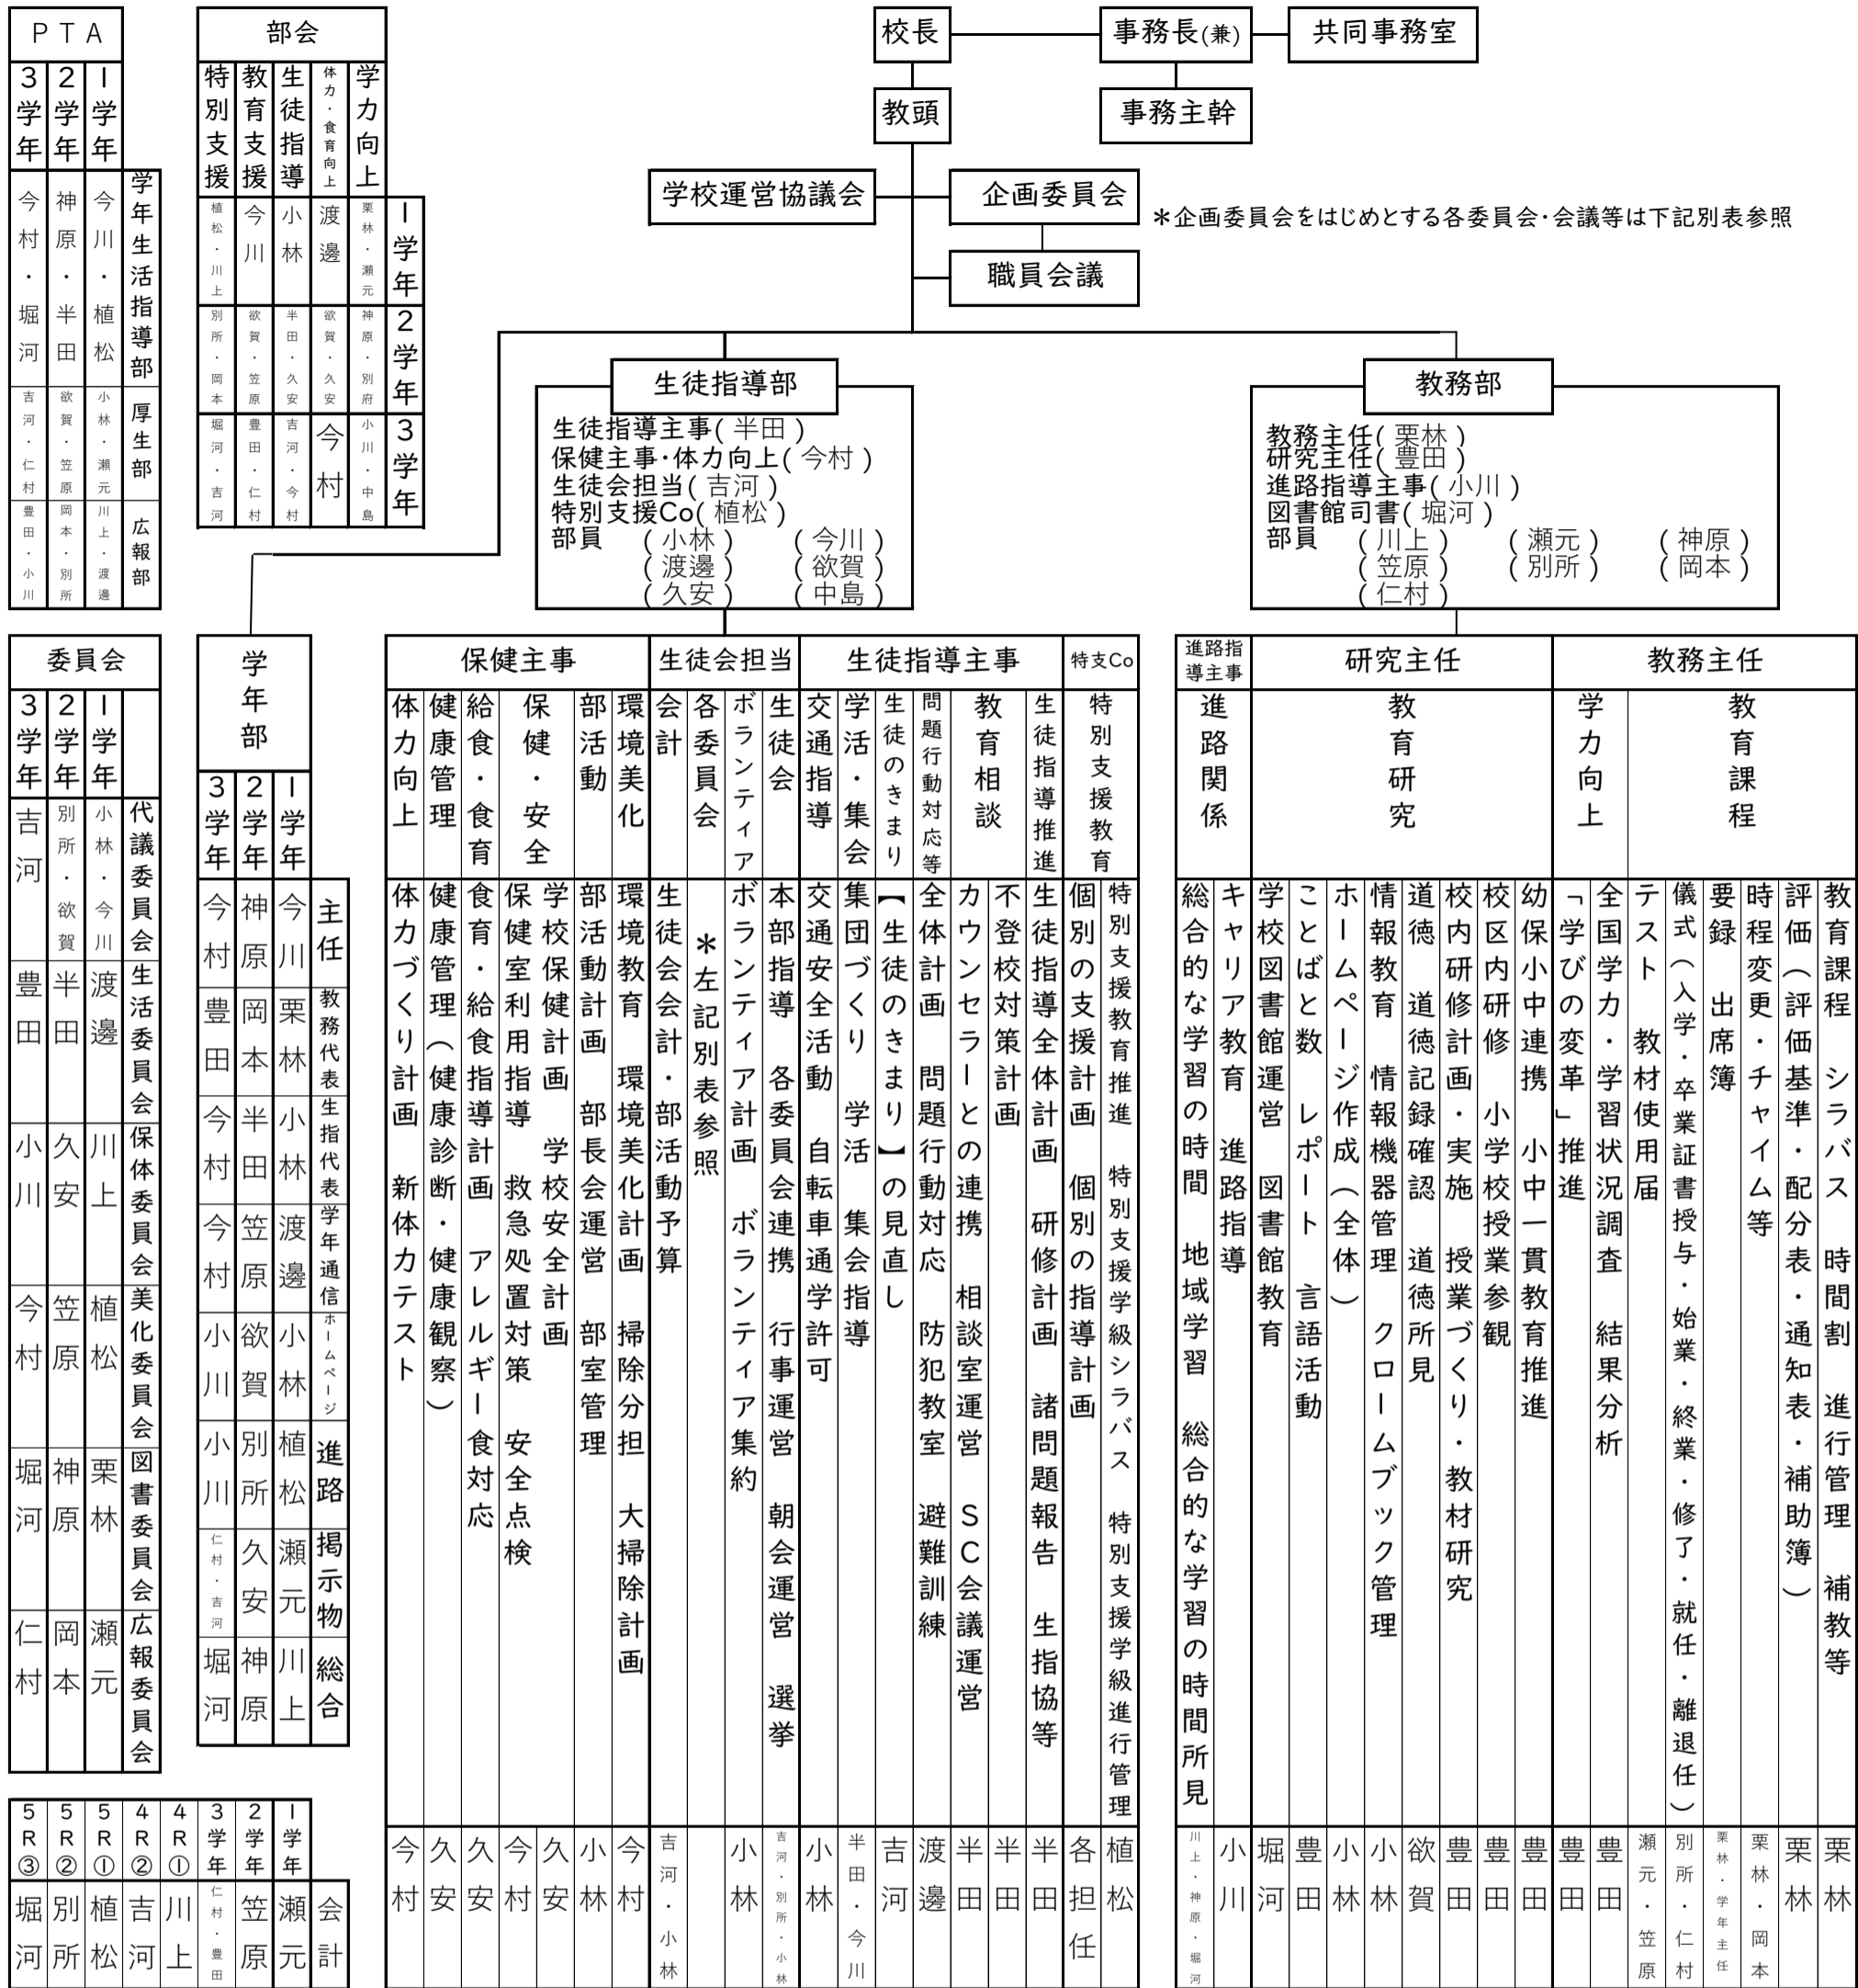 校長
事務長(兼)
共同事務室
教頭
事務主幹
学校運営協議会
企画委員会
＊企画委員会をはじめとする各委員会・会議等は下記別表参照
職員会議
ＰＴＡ
３学年
２学年
１学年
学年生活指導部
今村・堀河
神原・半田
今川・植松
厚生部
吉河・仁村
欲賀・笠原
小林・瀬元
広報部
豊田・小川
岡本・別所
川上・渡邊
部会
特別支援
教育支援
生徒指導
体力・食育向上
学力向上
１学年
植松・川上
今川
小林
渡邊
栗林・瀬元
２学年
別所・岡本
欲賀・笠原
半田・久安
欲賀・久安
神原・別府
３学年
堀河・吉河
豊田・仁村
吉河・今村
今村
小川・中島
生徒指導部
生徒指導主事( 半田 )
保健主事・体力向上( 今村 )
生徒会担当( 吉河 )
特別支援Co( 植松 )
部員 ( 小林 ) ( 今川 )
( 渡邊 ) ( 欲賀 )
( 久安 ) ( 中島 )
教務部
教務主任( 栗林 )
研究主任( 豊田 )
進路指導主事( 小川 )
図書館司書( 堀河 )
部員 ( 川上 ) ( 瀬元 ) ( 神原 )
( 笠原 ) ( 別所 ) ( 岡本 )
( 仁村 )
委員会
３学年
２学年
１学年
代議委員会
吉河
別所・欲賀
小林・今川
生活委員会
豊田
半田
渡邊
保体委員会
小川
久安
川上
美化委員会
今村
笠原
植松
図書委員会
堀河
神原
栗林
広報委員会
仁村
岡本
瀬元
学年部
３学年
２学年
１学年
主任
今村
神原
今川
教務代表
豊田
岡本
栗林
生指代表
今村
半田
小林
学年通信
今村
笠原
渡邊
ホームページ
小川
欲賀
小林
進路
小川
別所
植松
掲示物
仁村・吉河
久安
瀬元
総合
堀河
神原
川上
５Ｒ③
５Ｒ②
５Ｒ①
４Ｒ②
４Ｒ①
３学年
２学年
１学年
会計
堀河
別所
植松
吉河
川上
仁村・豊田
笠原
瀬元
保健主事
体力向上
体力づくり計画　新体力テスト
今村
健康管理
健康管理（健康診断・健康観察）
久安
給食・食育
食育・給食指導計画　アレルギー食対応
久安
保健・安全
保健室利用指導　救急処置対策　安全点検
今村
学校保健計画　学校安全計画
久安
部活動
部活動計画　部長会運営　部室管理
小林
環境美化
環境教育　環境美化計画　掃除分担　大掃除計画
今村
生徒会担当
会計
生徒会会計・部活動予算
吉河・小林
各委員会
＊左記別表参照
ボランティア
ボランティア計画　ボランティア集約
小林
生徒会
本部指導　各委員会連携　行事運営　朝会運営　選挙
吉河・別所・小林
生徒指導主事
交通指導
交通安全活動　自転車通学許可
小林
学活・集会
集団づくり　学活　集会指導
半田・今川
生徒のきまり
【生徒のきまり】の見直し
吉河
問題行動対応等
全体計画　問題行動対応　防犯教室　避難訓練
渡邊
教育相談
カウンセラーとの連携　相談室運営　ＳＣ会議運営
半田
不登校対策計画
半田
生徒指導推進
生徒指導全体計画　研修計画　諸問題報告　生指協等
半田
特支Co
特別支援教育
個別の支援計画　個別の指導計画
各担任
特別支援教育推進　特別支援学級シラバス　特別支援学級進行管理
植松
進路指導主事
進路関係
総合的な学習の時間　地域学習　総合的な学習の時間所見
川上・神原・堀河
キャリア教育　進路指導
小川
研究主任
教育研究
学校図書館運営　図書館教育
堀河
ことばと数　レポート　言語活動
豊田
ホームページ作成（全体）
小林
情報教育　情報機器管理　クロームブック管理
小林
道徳　道徳記録確認　道徳所見
欲賀
校内研修計画・実施　授業づくり・教材研究
豊田
校区内研修　小学校授業参観
豊田
幼保小中連携　小中一貫教育推進
豊田
教務主任
学力向上
「学びの変革」推進
豊田
全国学力・学習状況調査　結果分析
豊田
教育課程
テスト　教材使用届
瀬元・笠原
儀式（入学・卒業証書授与・始業・終業・修了・就任・離退任）
別所・仁村
要録　出席簿
栗林・学年主任
時程変更・チャイム等
栗林・岡本
評価（評価基準・配分表・通知表・補助簿）
栗林
教育課程　シラバス　時間割　進行管理　補教等
栗林